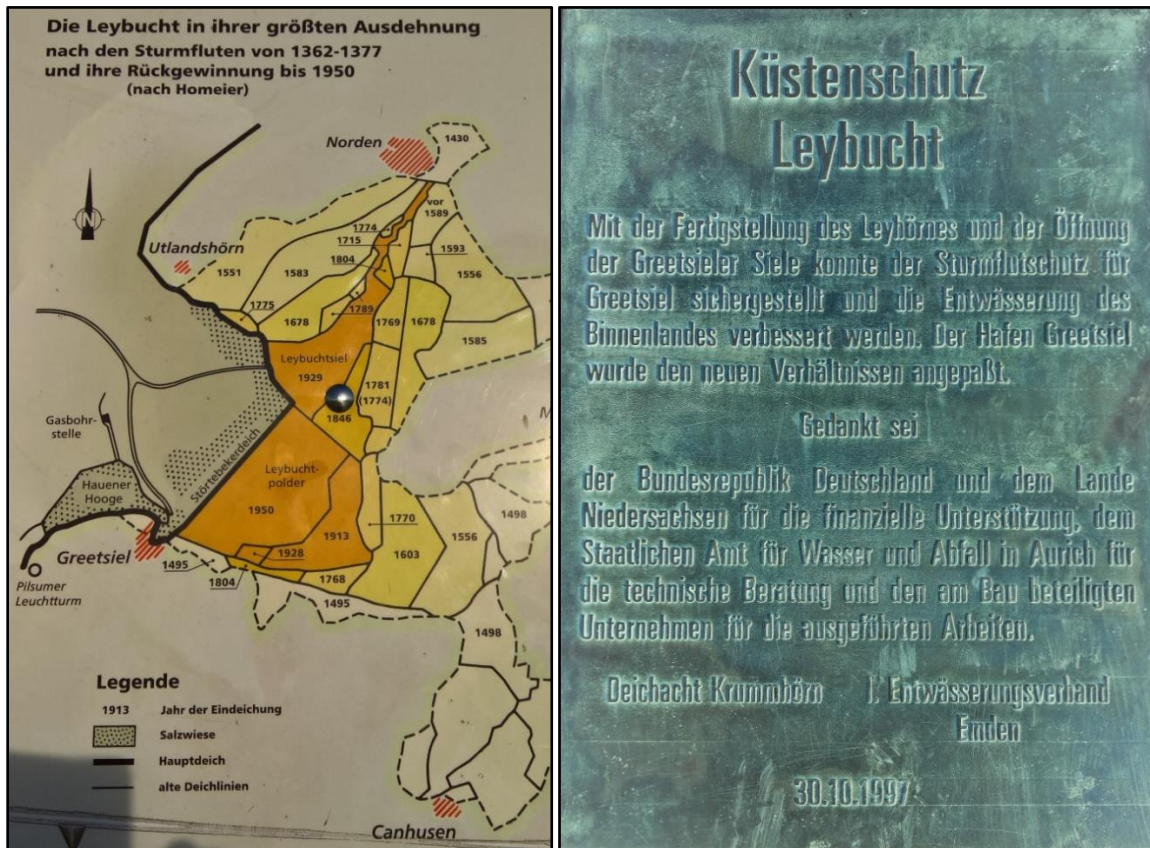 Die Leybucht in ihrer größten Ausdehnung
nach den Sturmfluten von 1362-1377
und ihre Rückgewinnung bis 1950
(nach Homeier)
Norden
1430
N
Utlandshörn
vor
1589
1774
1715
1804
1593
1551
1583
1556
1775
1789
1678
1769
1678
1585
Leybuchtsiel
1929
1781
(1774)
1846
Gasbohr-
stelle
Störtebekerdeich
Leybucht-
polder
Hauener
Hooge
1950
1913
1770
1603
1556
1498
Greetsiel
1495
1928
1804
1768
1495
Pilsumer
Leuchtturm
1498
Legende
1913 Jahr der Eindeichung
Salzwiese
Hauptdeich
alte Deichlinien
Canhusen
Küstenschutz
Leybucht
Mit der Fertigstellung des Leyhörnes und der Öffnung
der Greetsieler Siele konnte der Sturmflutschutz für
Greetsiel sichergestellt und die Entwässerung des
Binnenlandes verbessert werden. Der Hafen Greetsiel
wurde den neuen Verhältnissen angepaßt.
Gedankt sei
der Bundesrepublik Deutschland und dem Lande
Niedersachsen für die finanzielle Unterstützung, dem
Staatlichen Amt für Wasser und Abfall in Aurich für
die technische Beratung und den am Bau beteiligten
Unternehmen für die ausgeführten Arbeiten.
Deichacht Krummhörn I. Entwässerungsverband
Emden
30.10.1997